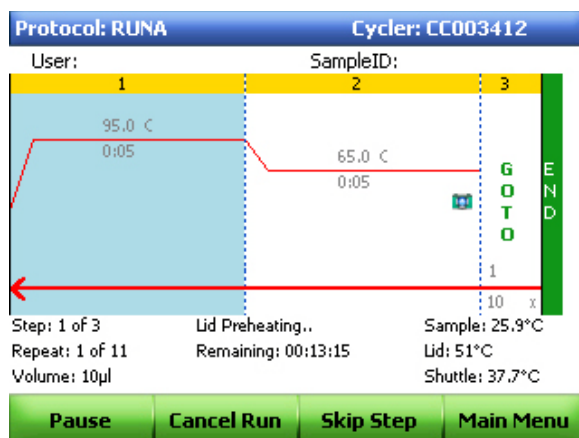 Protocol: RUNA Cycler: CC003412
User: SampleID:
1 2 3
95.0 C
0:05
65.0 C
0:05
GOTO
END
1
10 x
Step: 1 of 3 Lid Preheating.. Sample: 25.9°C
Repeat: 1 of 11 Remaining: 00:13:15 Lid: 51°C
Volume: 10µl Shuttle: 37.7°C
Pause Cancel Run Skip Step Main Menu